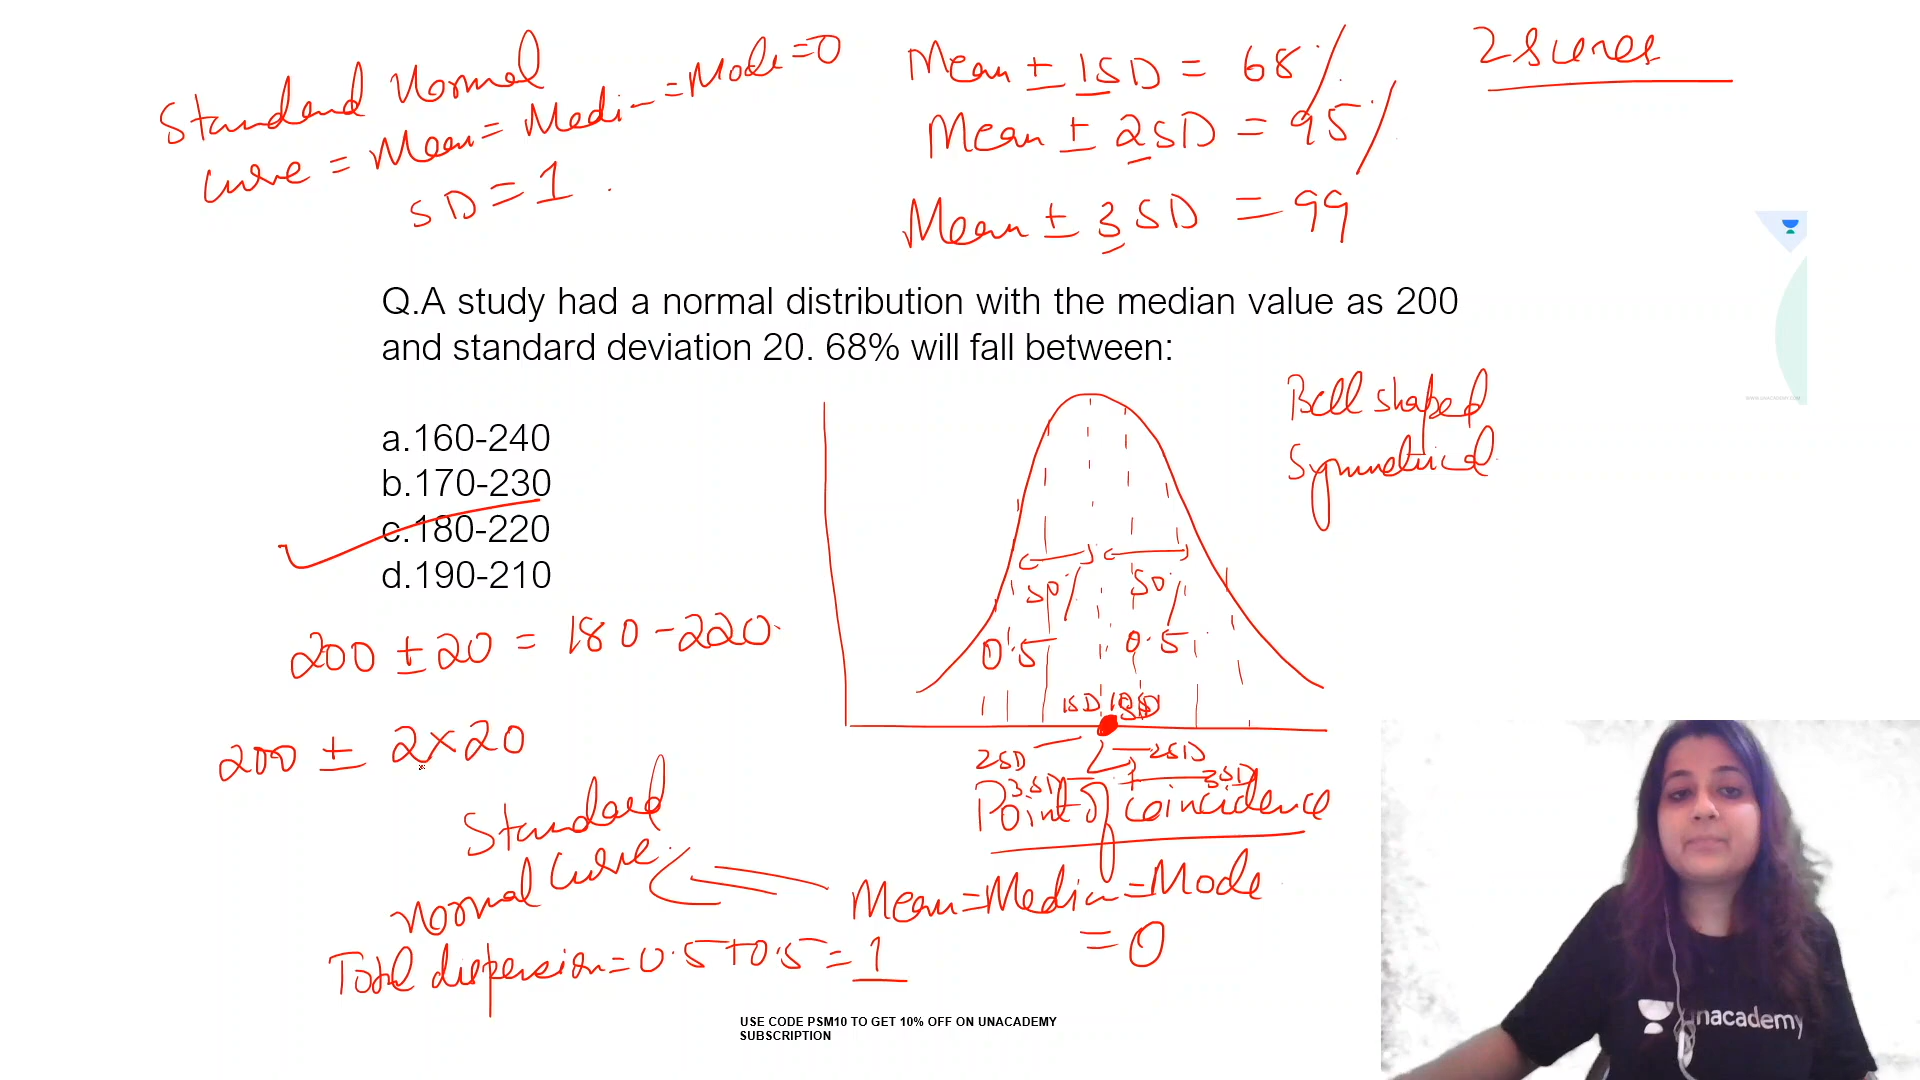 Standard Normal
Curve = Mean = Median = Mode = 0
SD = 1
Mean ± 1SD = 68%
Mean ± 2SD = 95%
Mean ± 3SD = 99
Z scores
Q.A study had a normal distribution with the median value as 200
and standard deviation 20. 68% will fall between:
a.160-240
b.170-230
c.180-220
d.190-210
Bell shaped
Symmetrical
50% 50%
0.5 0.5
1SD 1SD
2SD 2SD
3SD 3SD
Point of coincidence
200 ± 20 = 180-220
200 ± 2×20
Standard
normal curve
Mean = Median = Mode
= 0
Total dispersion = 0.5+0.5 = 1
unacademy
USE CODE PSM10 TO GET 10% OFF ON UNACADEMY
SUBSCRIPTION